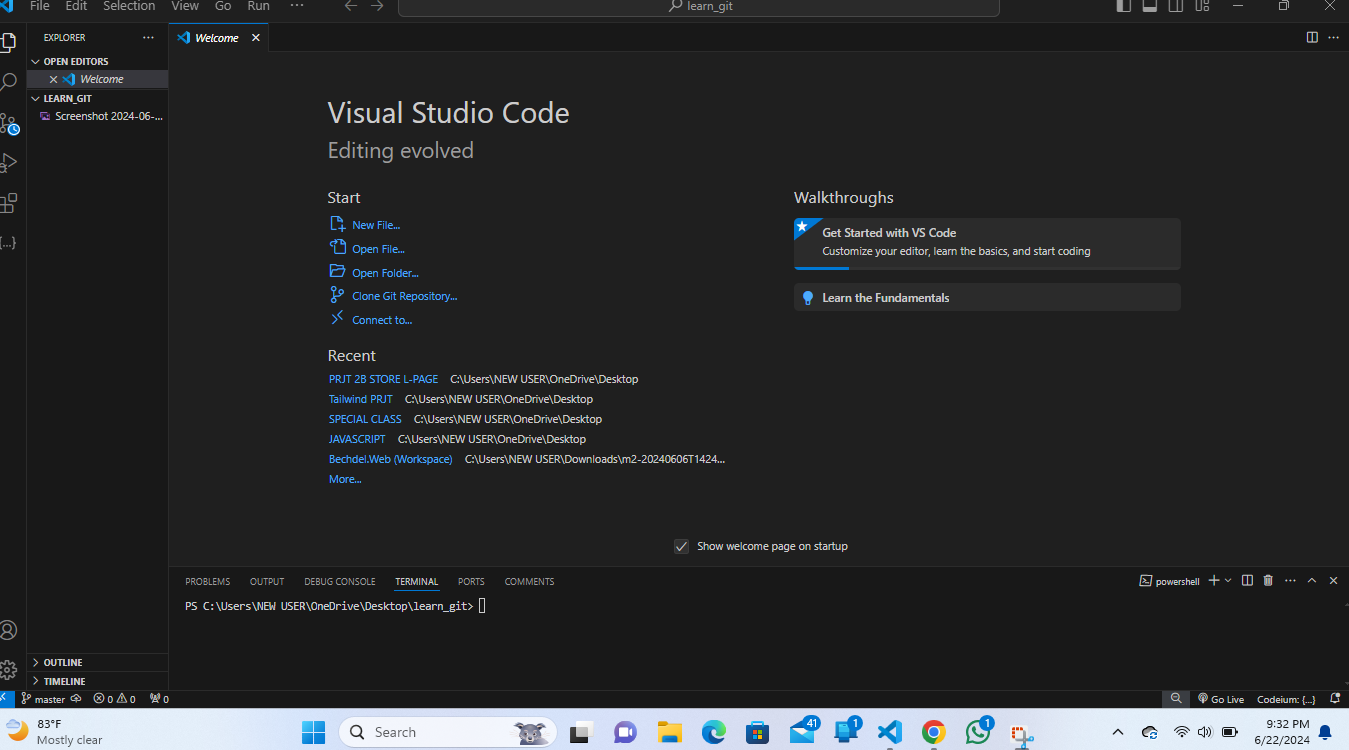 File Edit Selection View Go Run ··· learn_git
EXPLORER ···
Welcome
OPEN EDITORS
Welcome
LEARN_GIT
Screenshot 2024-06-...
Visual Studio Code
Editing evolved
Start
New File...
Open File...
Open Folder...
Clone Git Repository...
Connect to...
Walkthroughs
Get Started with VS Code
Customize your editor, learn the basics, and start coding
Learn the Fundamentals
Recent
PRJT 2B STORE L-PAGE C:\Users\NEW USER\OneDrive\Desktop
Tailwind PRJT C:\Users\NEW USER\OneDrive\Desktop
SPECIAL CLASS C:\Users\NEW USER\OneDrive\Desktop
JAVASCRIPT C:\Users\NEW USER\OneDrive\Desktop
Bechdel.Web (Workspace) C:\Users\NEW USER\Downloads\m2-20240606T1424...
More...
Show welcome page on startup
PROBLEMS OUTPUT DEBUG CONSOLE TERMINAL PORTS COMMENTS powershell
PS C:\Users\NEW USER\OneDrive\Desktop\learn_git>
OUTLINE
TIMELINE
master 0 0 0 Go Live Codeium: {...}
83°F
Mostly clear
Search
41
1
1
9:32 PM
6/22/2024